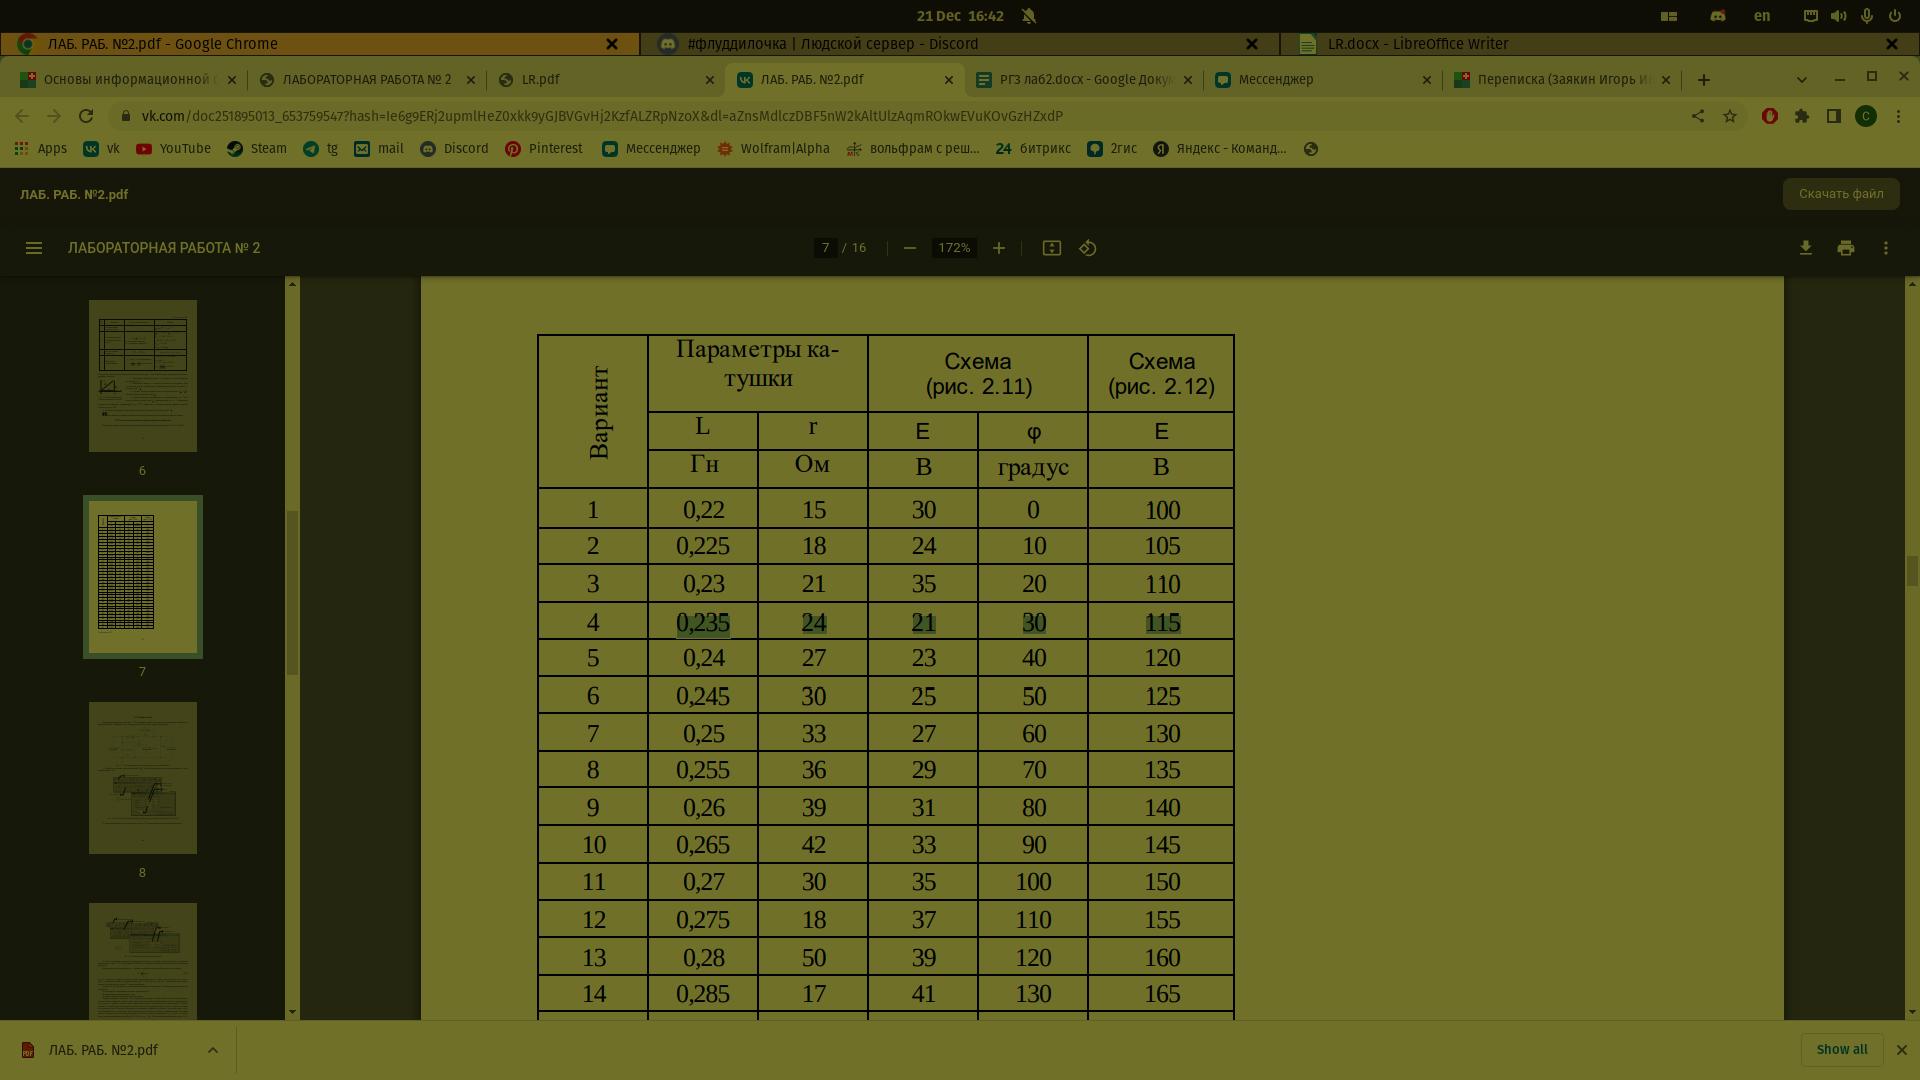 21 Dec 16:42
en
ЛАБ. РАБ. №2.pdf - Google Chrome
#флуддилочка | Людской сервер - Discord
LR.docx - LibreOffice Writer
Основы информационной
ЛАБОРАТОРНАЯ РАБОТА № 2
LR.pdf
ЛАБ. РАБ. №2.pdf
РГЗ лаб2.docx - Google Докум
Мессенджер
Переписка (Заякин Игорь И
vk.com/doc251895013_653759547?hash=Ie6g9ERj2upmlHeZ0xkk9yGJBVGvHj2KzfALZRpNzoX&dl=aZnsMdlczDBF5nW2kAltUlzAqmROkwEVuKOvGzHZxdP
C
Apps
vk
YouTube
Steam
tg
mail
Discord
Pinterest
Мессенджер
Wolfram|Alpha
вольфрам с реш...
24 битрикс
2гис
Яндекс - Команд...
ЛАБ. РАБ. №2.pdf
Скачать файл
ЛАБОРАТОРНАЯ РАБОТА № 2
7 / 16
172%
6
7
8
Вариант
Параметры ка-
тушки
Схема
(рис. 2.11)
Схема
(рис. 2.12)
L r E φ E
Гн Ом В градус В
1 0,22 15 30 0 100
2 0,225 18 24 10 105
3 0,23 21 35 20 110
4 0,235 24 21 30 115
5 0,24 27 23 40 120
6 0,245 30 25 50 125
7 0,25 33 27 60 130
8 0,255 36 29 70 135
9 0,26 39 31 80 140
10 0,265 42 33 90 145
11 0,27 30 35 100 150
12 0,275 18 37 110 155
13 0,28 50 39 120 160
14 0,285 17 41 130 165
ЛАБ. РАБ. №2.pdf
Show all